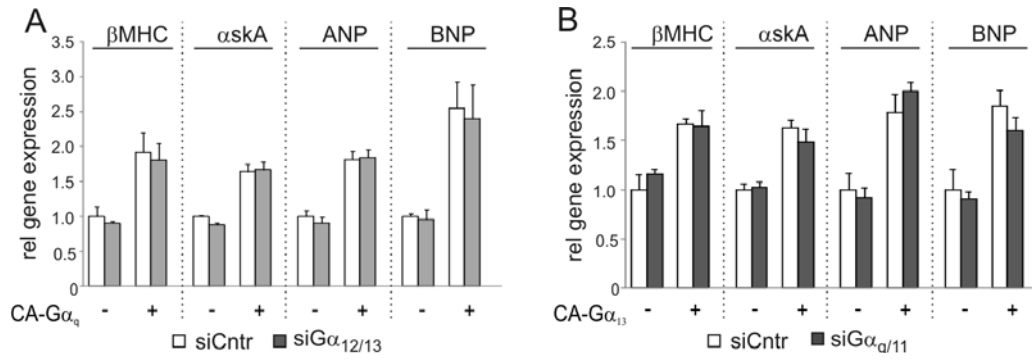 A
βMHC αskA ANP BNP
rel gene expression
3.5
3.0
2.5
2.0
1.5
1.0
0.5
0
CA-Gαq - + - + - + - +
siCntr siGα12/13
B
βMHC αskA ANP BNP
rel gene expression
2.5
2.0
1.5
1.0
0.5
0
CA-Gα13 - + - + - + - +
siCntr siGαq/11